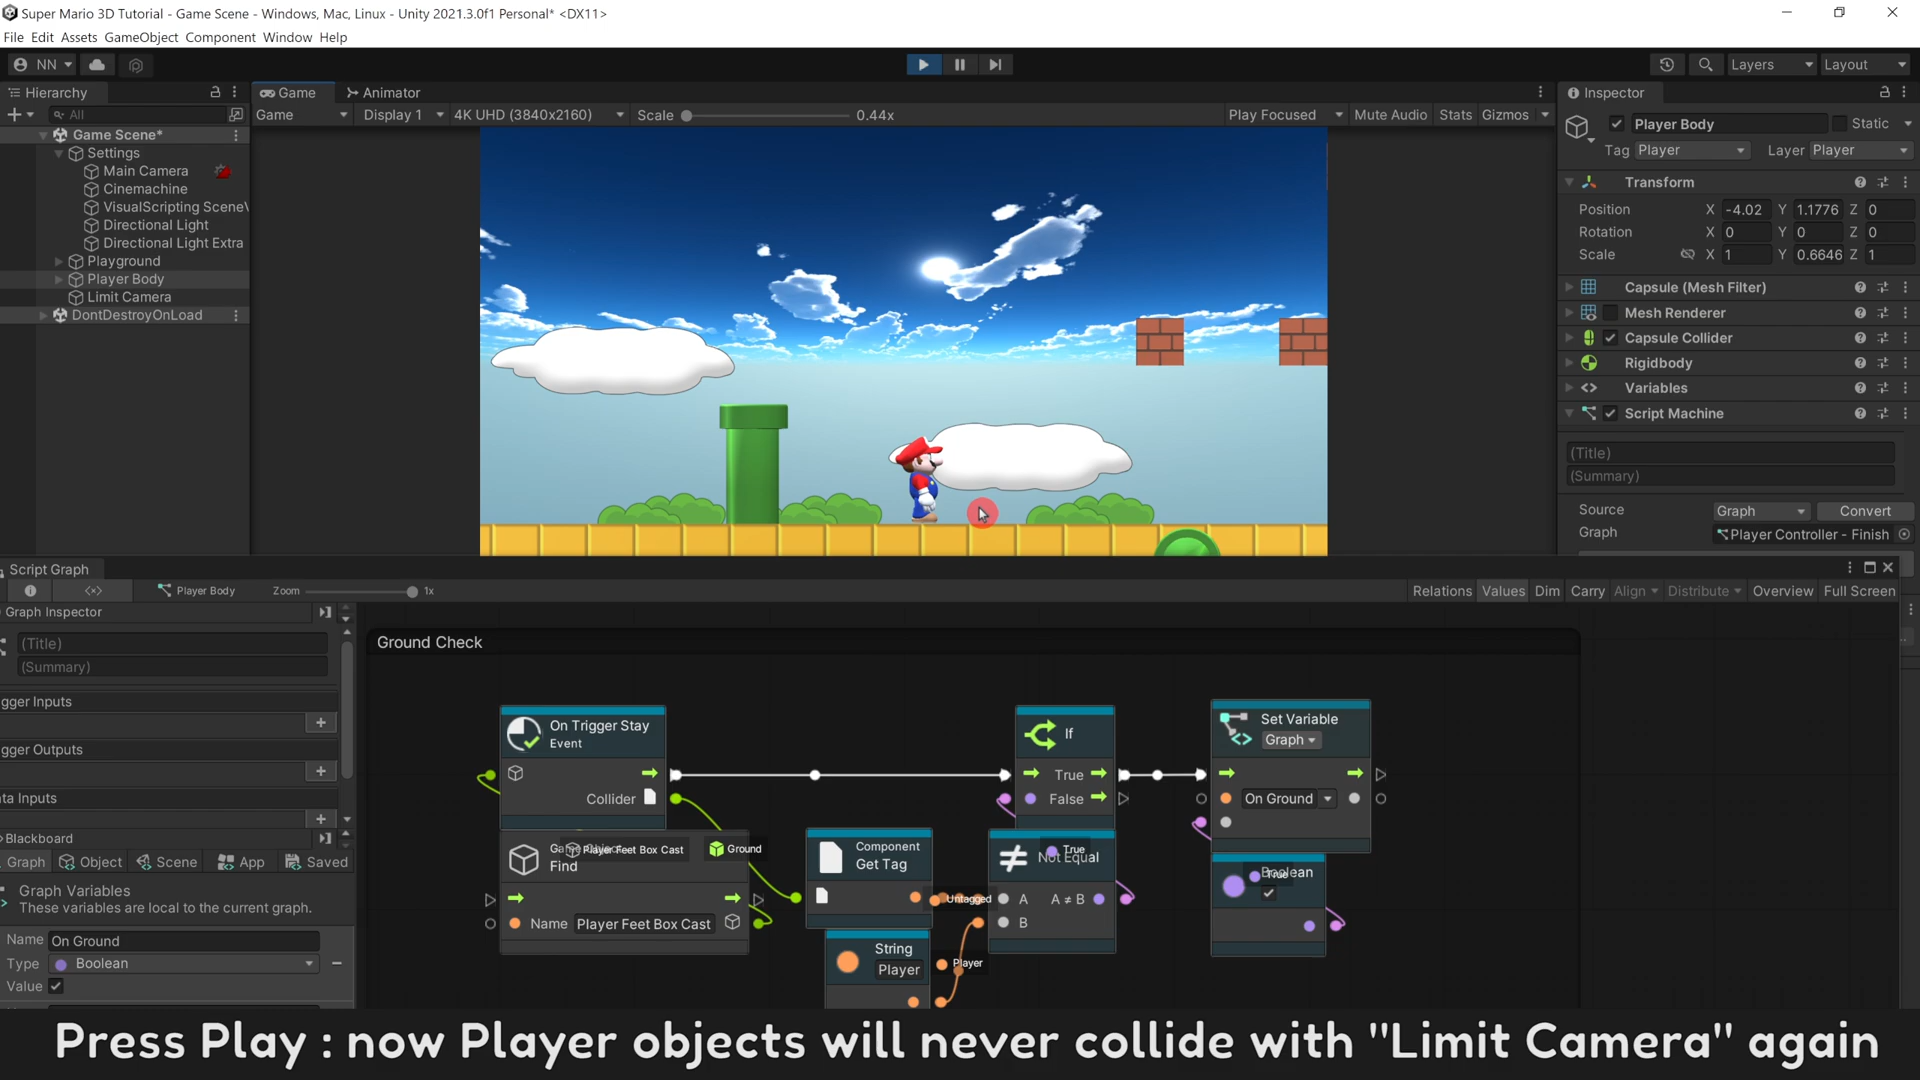 Super Mario 3D Tutorial - Game Scene - Windows, Mac, Linux - Unity 2021.3.0f1 Personal* <DX11>
File Edit Assets GameObject Component Window Help
NN
Layers
Layout
Hierarchy
All
Game Scene*
Settings
Main Camera
Cinemachine
VisualScripting SceneV
Directional Light
Directional Light Extra
Playground
Player Body
Limit Camera
DontDestroyOnLoad
Game
Animator
Game Display 1 4K UHD (3840x2160) Scale 0.44x Play Focused Mute Audio Stats Gizmos
Inspector
Player Body Static
Tag Player Layer Player
Transform
Position X -4.02 Y 1.1776 Z 0
Rotation X 0 Y 0 Z 0
Scale X 1 Y 0.6646 Z 1
Capsule (Mesh Filter)
Mesh Renderer
Capsule Collider
Rigidbody
Variables
Script Machine
(Title)
(Summary)
Source Graph Convert
Graph Player Controller - Finish
Script Graph
Player Body Zoom 1x Relations Values Dim Carry Align Distribute Overview Full Screen
Graph Inspector
(Title)
(Summary)
gger Inputs
gger Outputs
ta Inputs
Blackboard
Graph Object Scene App Saved
Graph Variables
These variables are local to the current graph.
Name On Ground
Type Boolean
Value
Ground Check
On Trigger Stay
Event
Collider
Find
Player Feet Box Cast
Ground
Name Player Feet Box Cast
Component
Get Tag
Untagged
String
Player
Player
If
True
False
Not Equal
True
A A ≠ B
B
Set Variable
Graph
On Ground
Boolean
True
Press Play : now Player objects will never collide with "Limit Camera" again